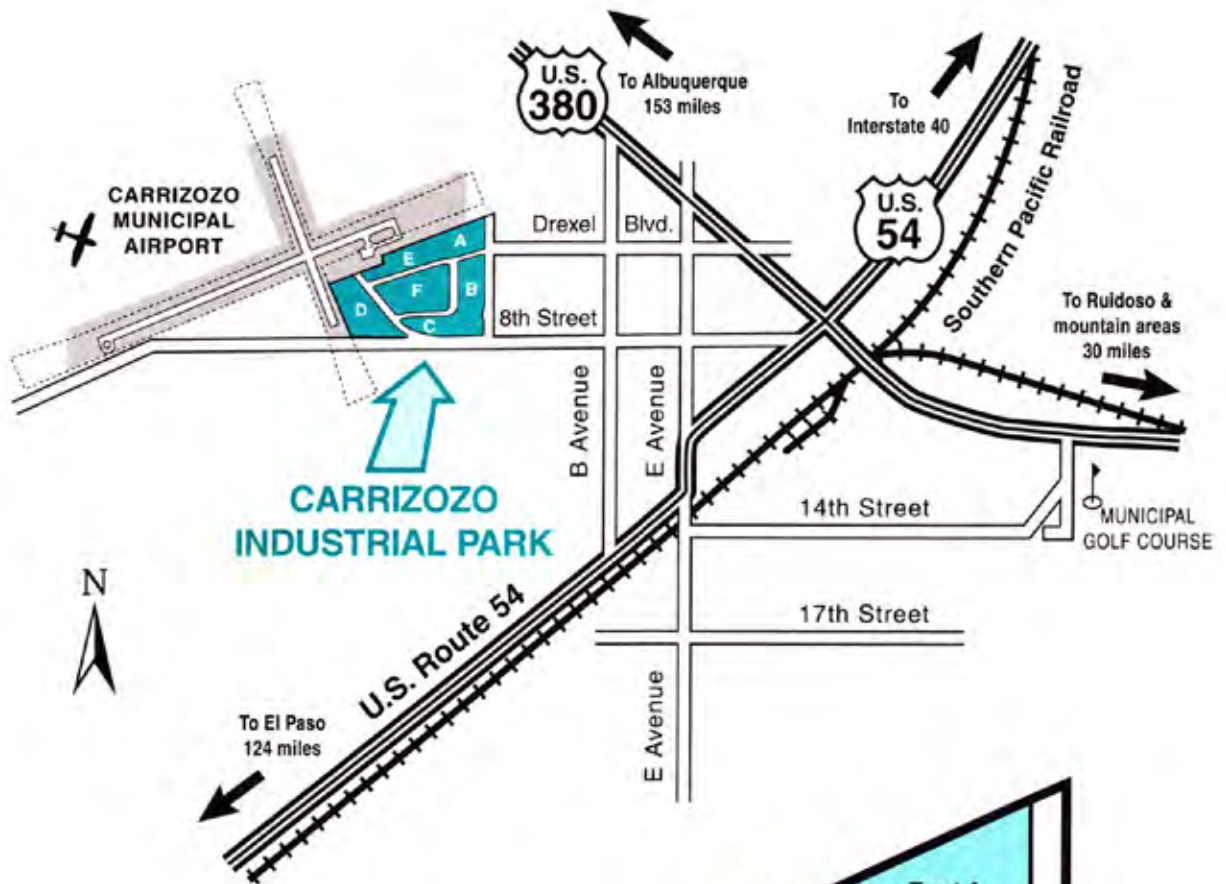 U.S.
380
To Albuquerque
153 miles
To
Interstate 40
Southern Pacific Railroad
CARRIZOZO
MUNICIPAL
AIRPORT
U.S.
54
Drexel Blvd.
A
E
F
B
D
C
8th Street
To Ruidoso &
mountain areas
30 miles
B Avenue
E Avenue
CARRIZOZO
INDUSTRIAL PARK
14th Street
MUNICIPAL
GOLF COURSE
N
U.S. Route 54
17th Street
E Avenue
To El Paso
124 miles